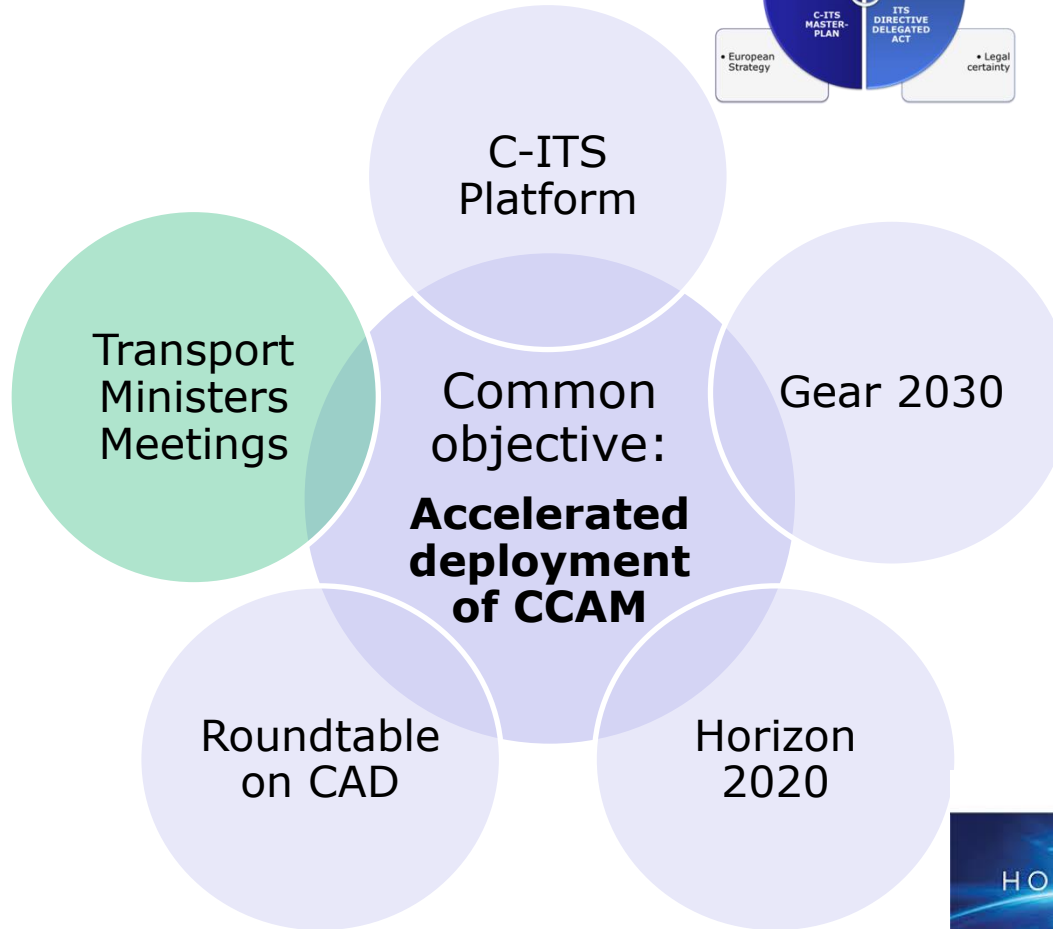 C-ITS
MASTER-
PLAN
ITS
DIRECTIVE
DELEGATED
ACT
• European
Strategy
• Legal
certainty
C-ITS
Platform
Transport
Ministers
Meetings
Common
objective:
Accelerated
deployment
of CCAM
Gear 2030
Roundtable
on CAD
Horizon
2020
HO